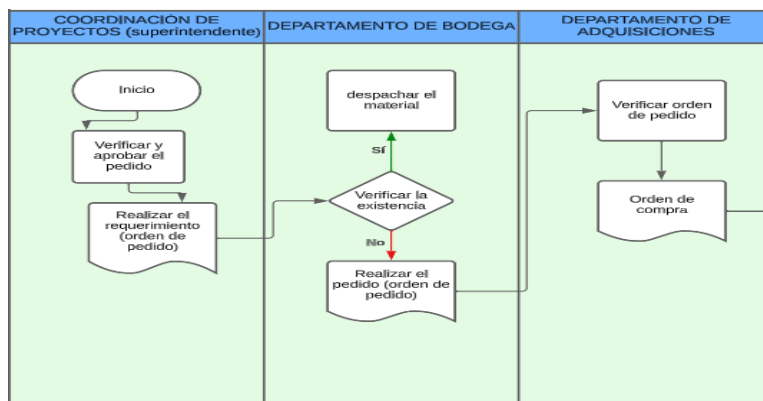 COORDINACIÓN DE
PROYECTOS (superintendente)
DEPARTAMENTO DE BODEGA
DEPARTAMENTO DE
ADQUISICIONES
Inicio
Verificar y
aprobar el
pedido
Realizar el
requerimiento
(orden de
pedido)
despachar el
material
Sí
Verificar la
existencia
No
Realizar el
pedido (orden de
pedido)
Verificar orden
de pedido
Orden de
compra